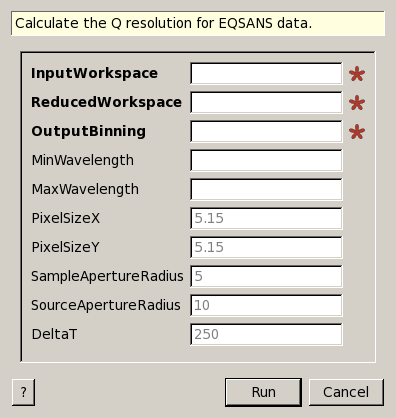 Calculate the Q resolution for EQSANS data.
InputWorkspace
ReducedWorkspace
OutputBinning
MinWavelength
MaxWavelength
PixelSizeX 5.15
PixelSizeY 5.15
SampleApertureRadius 5
SourceApertureRadius 10
DeltaT 250
? Run Cancel